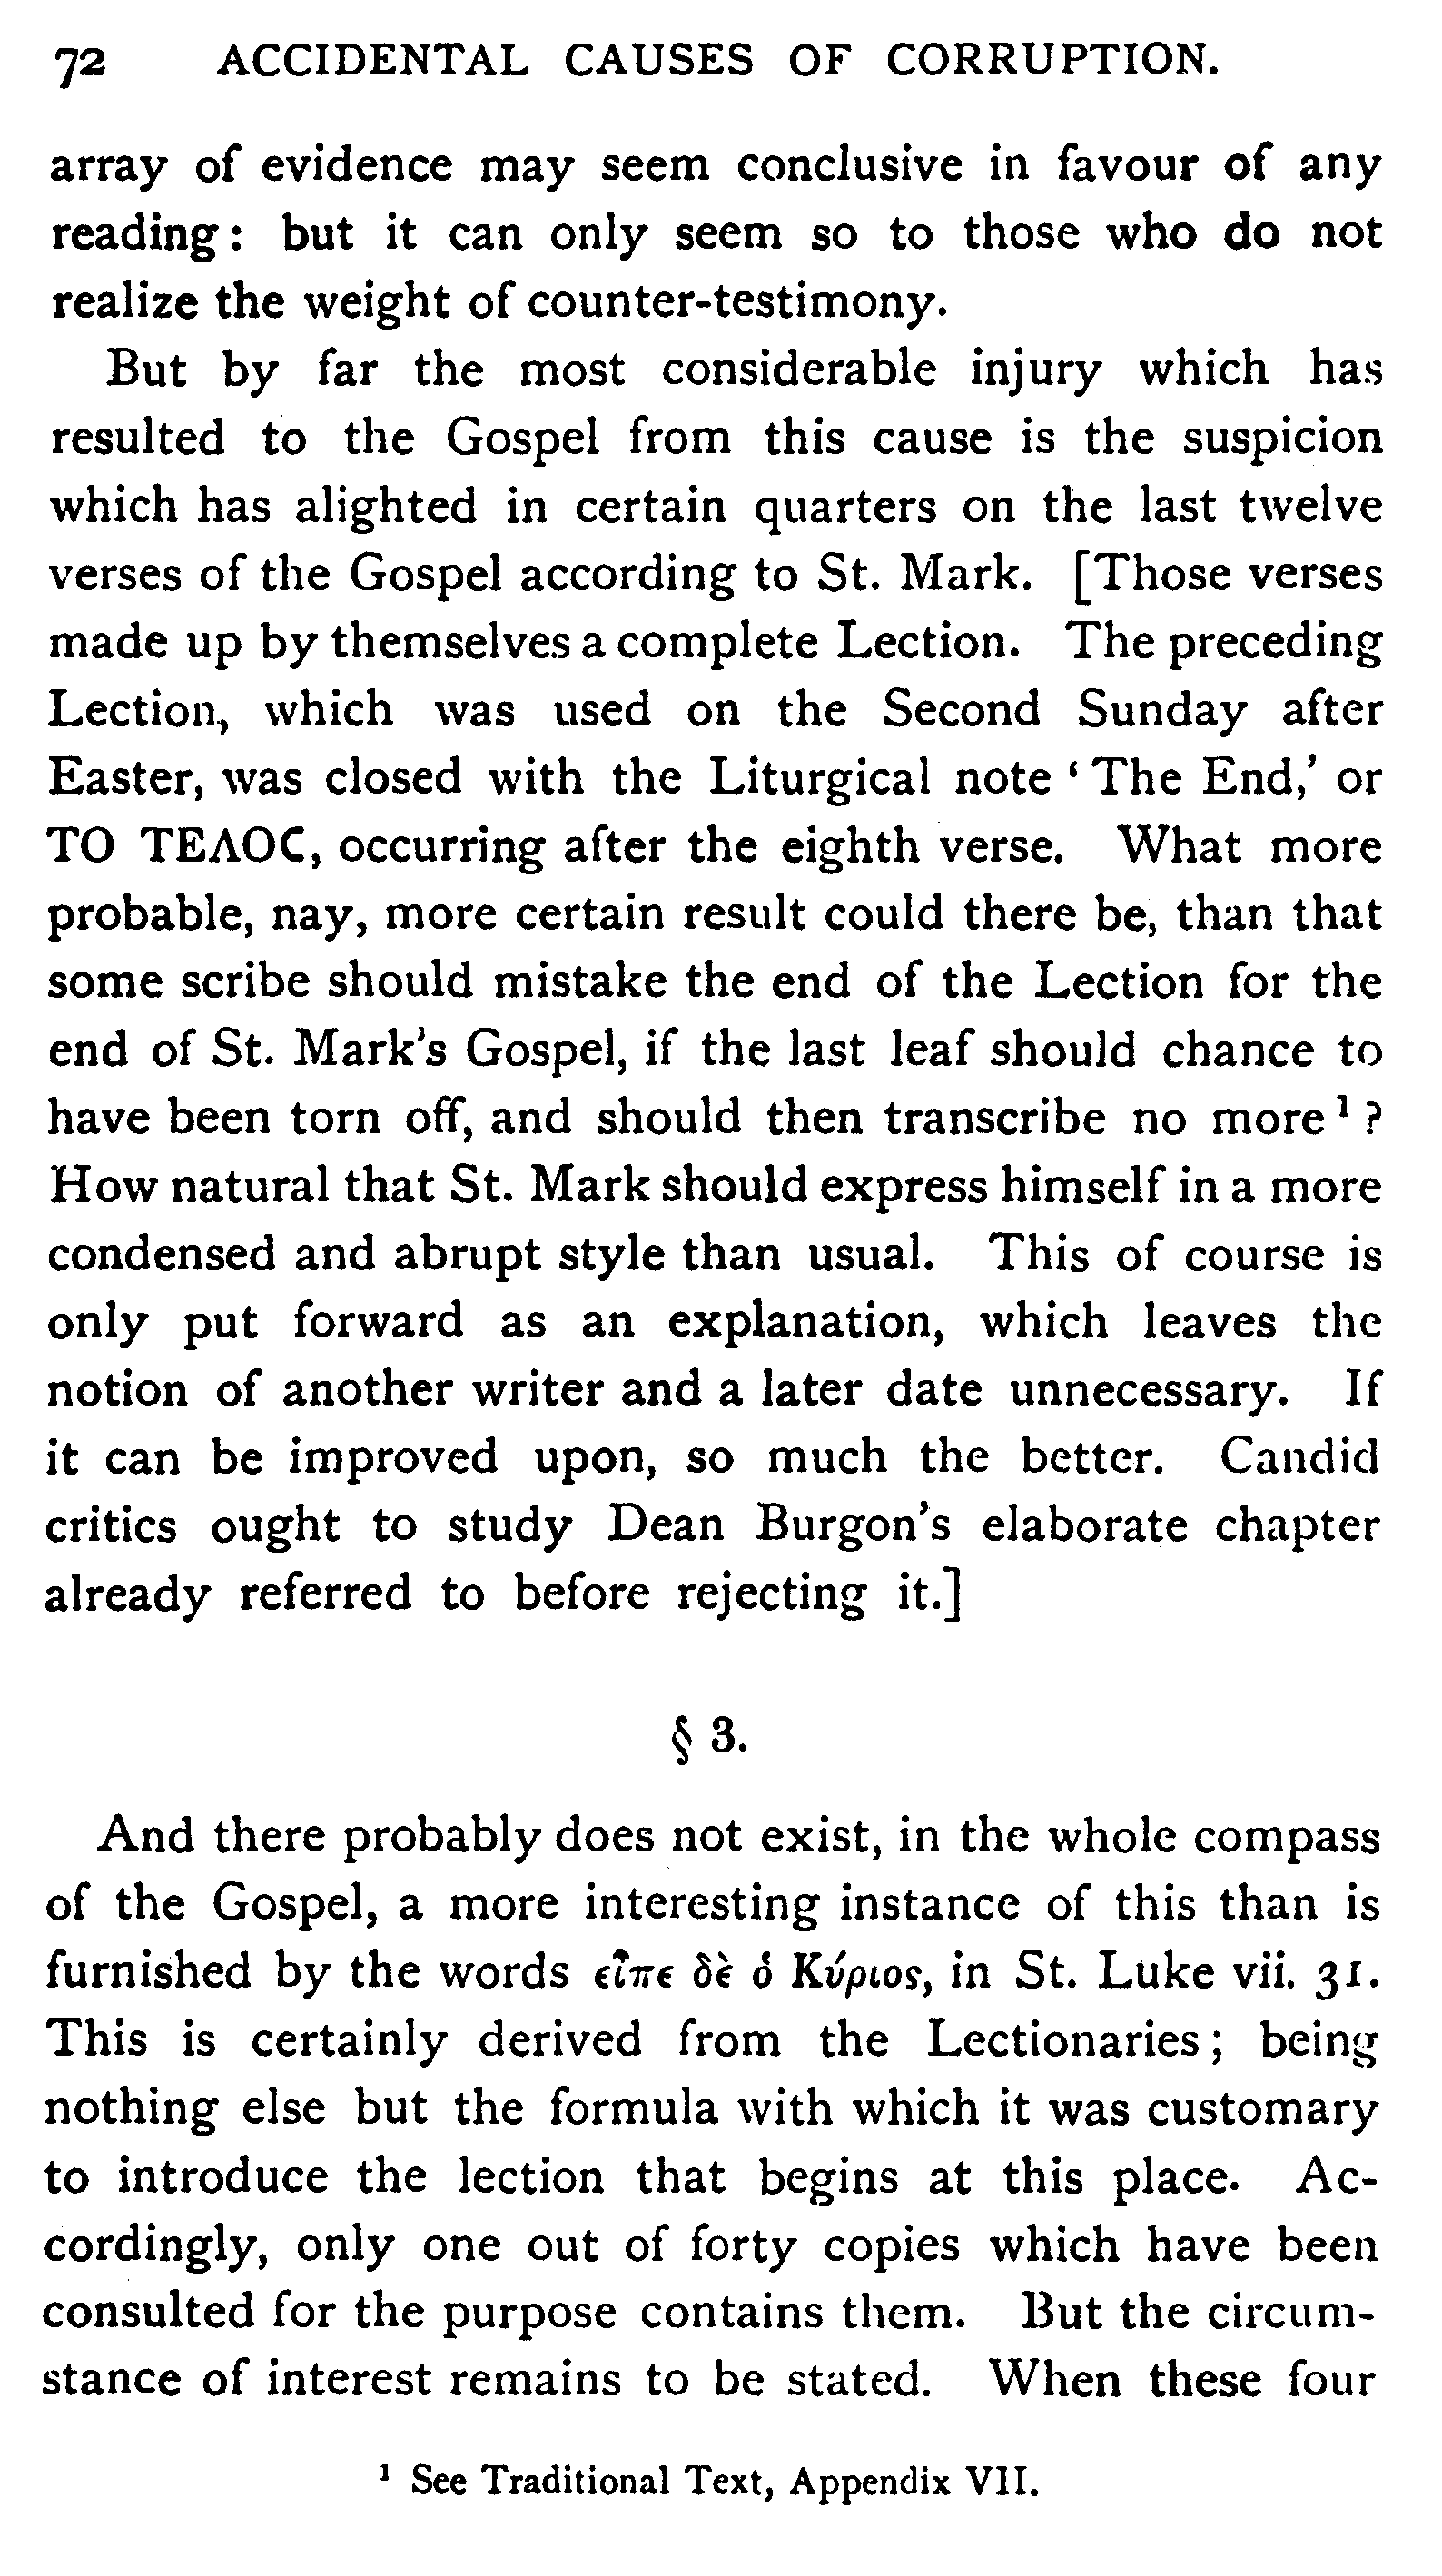 72 ACCIDENTAL CAUSES OF CORRUPTION.
array of evidence may seem conclusive in favour of any
reading: but it can only seem so to those who do not
realize the weight of counter-testimony.
But by far the most considerable injury which has
resulted to the Gospel from this cause is the suspicion
which has alighted in certain quarters on the last twelve
verses of the Gospel according to St. Mark. [Those verses
made up by themselves a complete Lection. The preceding
Lection, which was used on the Second Sunday after
Easter, was closed with the Liturgical note ‘The End,’ or
ΤΟ ΤΕΛΟC, occurring after the eighth verse. What more
probable, nay, more certain result could there be, than that
some scribe should mistake the end of the Lection for the
end of St. Mark's Gospel, if the last leaf should chance to
have been torn off, and should then transcribe no more¹?
How natural that St. Mark should express himself in a more
condensed and abrupt style than usual. This of course is
only put forward as an explanation, which leaves the
notion of another writer and a later date unnecessary. If
it can be improved upon, so much the better. Candid
critics ought to study Dean Burgon's elaborate chapter
already referred to before rejecting it.]
§ 3.
And there probably does not exist, in the whole compass
of the Gospel, a more interesting instance of this than is
furnished by the words εἶπε δὲ ὁ Κύριος, in St. Luke vii. 31.
This is certainly derived from the Lectionaries; being
nothing else but the formula with which it was customary
to introduce the lection that begins at this place. Ac-
cordingly, only one out of forty copies which have been
consulted for the purpose contains them. But the circum-
stance of interest remains to be stated. When these four
¹ See Traditional Text, Appendix VII.